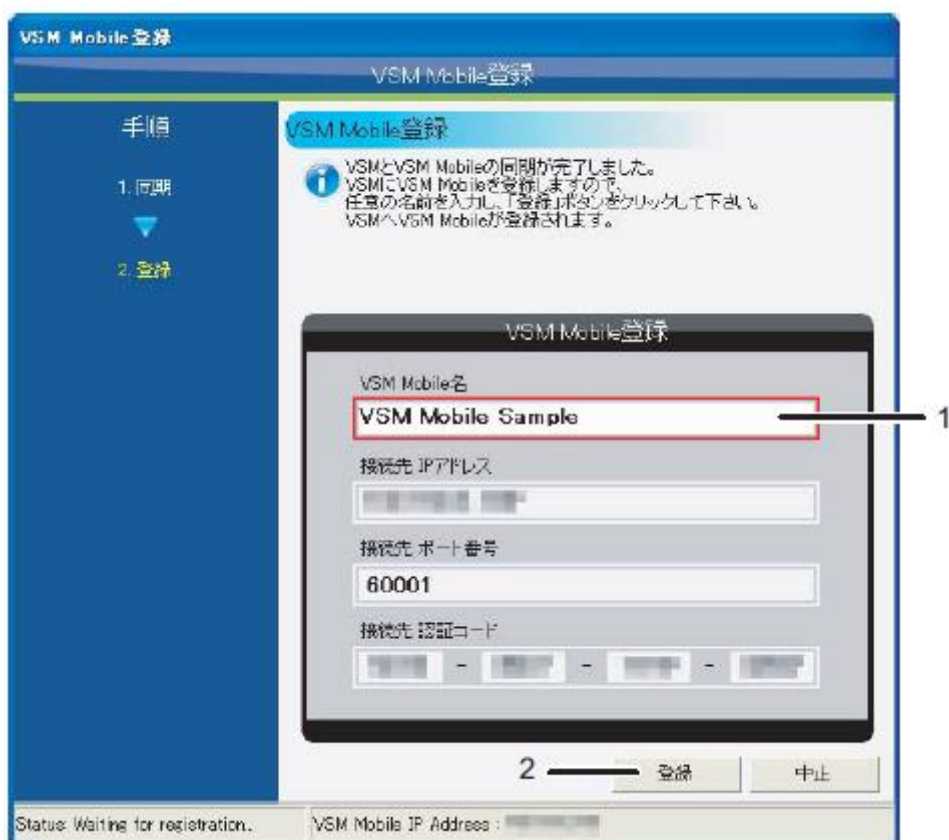 VSM Mobile登録
VSM Mobile登録
手順
1. 同期
2. 登録
VSM Mobile登録
VSMとVSM Mobileの同期が完了しました。
VSMにVSM Mobileを登録しますので、
任意の名前を入力し、「登録」ボタンをクリックして下さい。
VSMへVSM Mobileが登録されます。
VSM Mobile登録
VSM Mobile名
VSM Mobile Sample
1
接続先 IPアドレス
接続先 ポート番号
60001
接続先 認証コード
- - -
2
登録 中止
Status: Waiting for registration..
VSM Mobile IP Address :